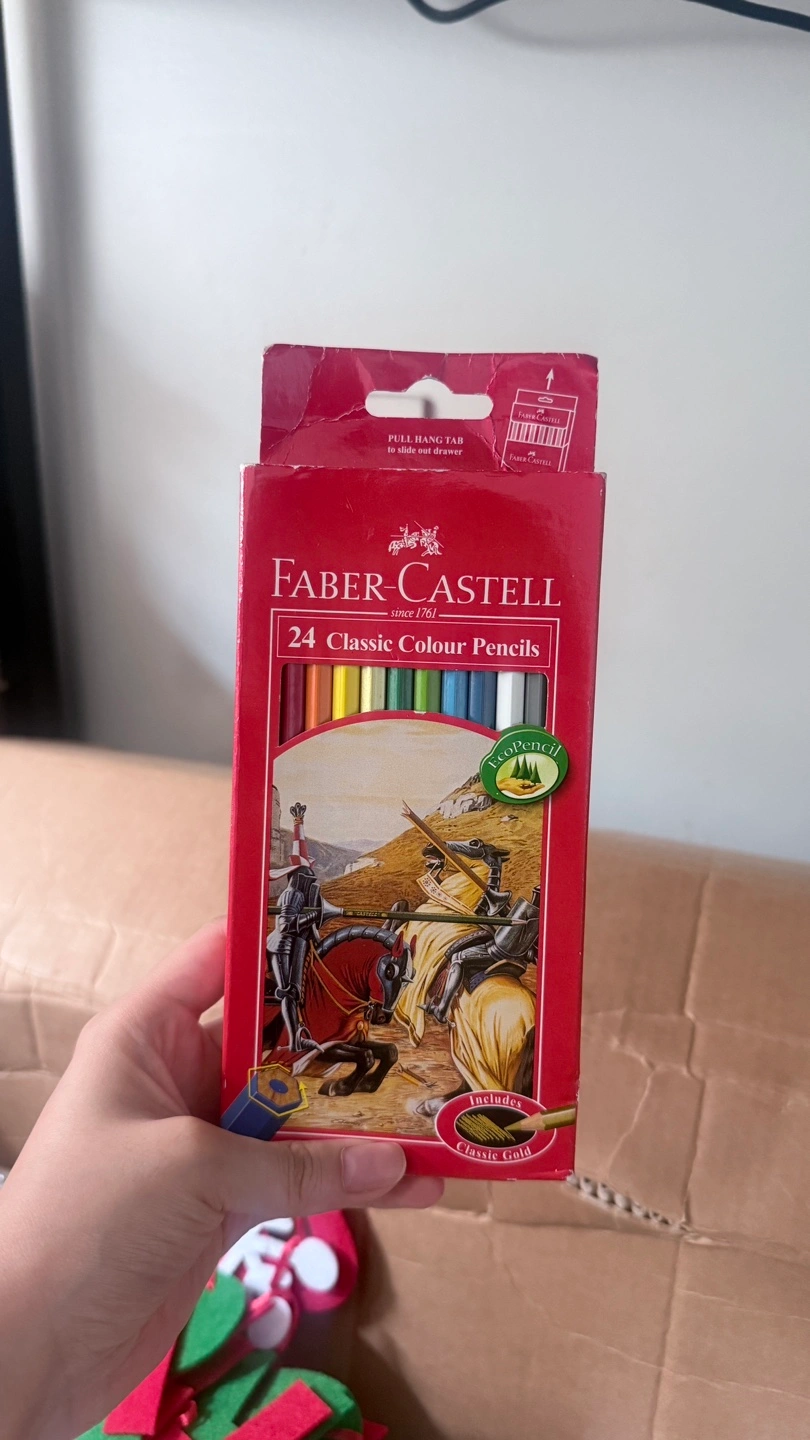 PULL HANG TAB
to slide out drawer
FABER-CASTELL
FABER-CASTELL
FABER-CASTELL
since 1761
24 Classic Colour Pencils
EcoPencil
CASTELL
Includes
Classic Gold